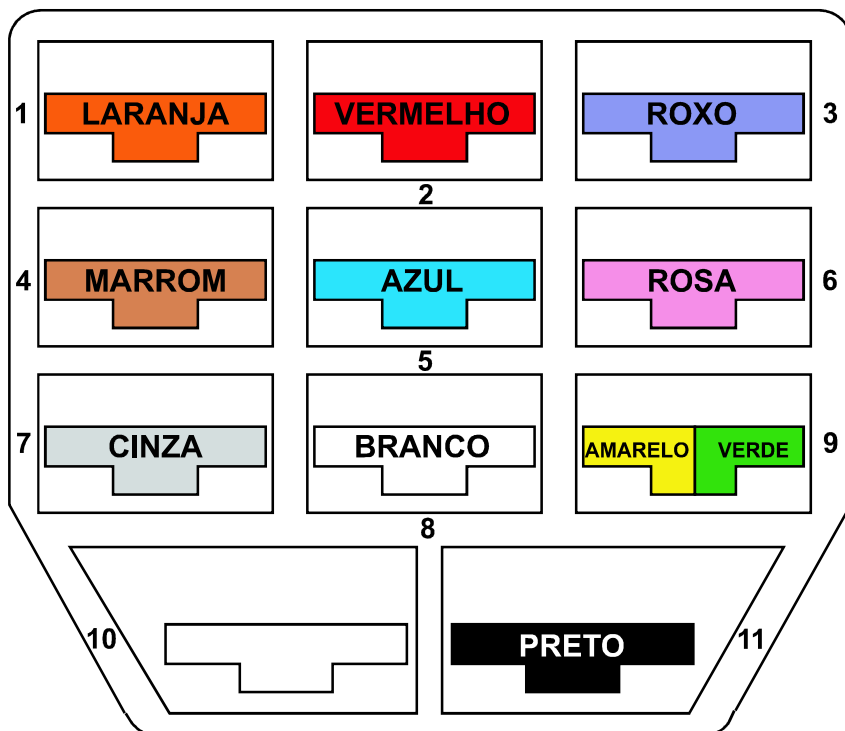 1 LARANJA VERMELHO ROXO 3
2
4 MARROM AZUL ROSA 6
5
7 CINZA BRANCO AMARELO VERDE 9
8
10 PRETO 11